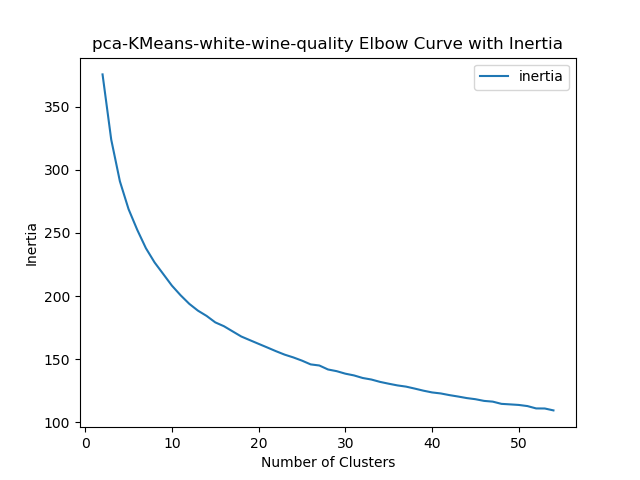 pca-KMeans-white-wine-quality Elbow Curve with Inertia
inertia
350
300
250
200
150
100
Inertia
0 10 20 30 40 50
Number of Clusters